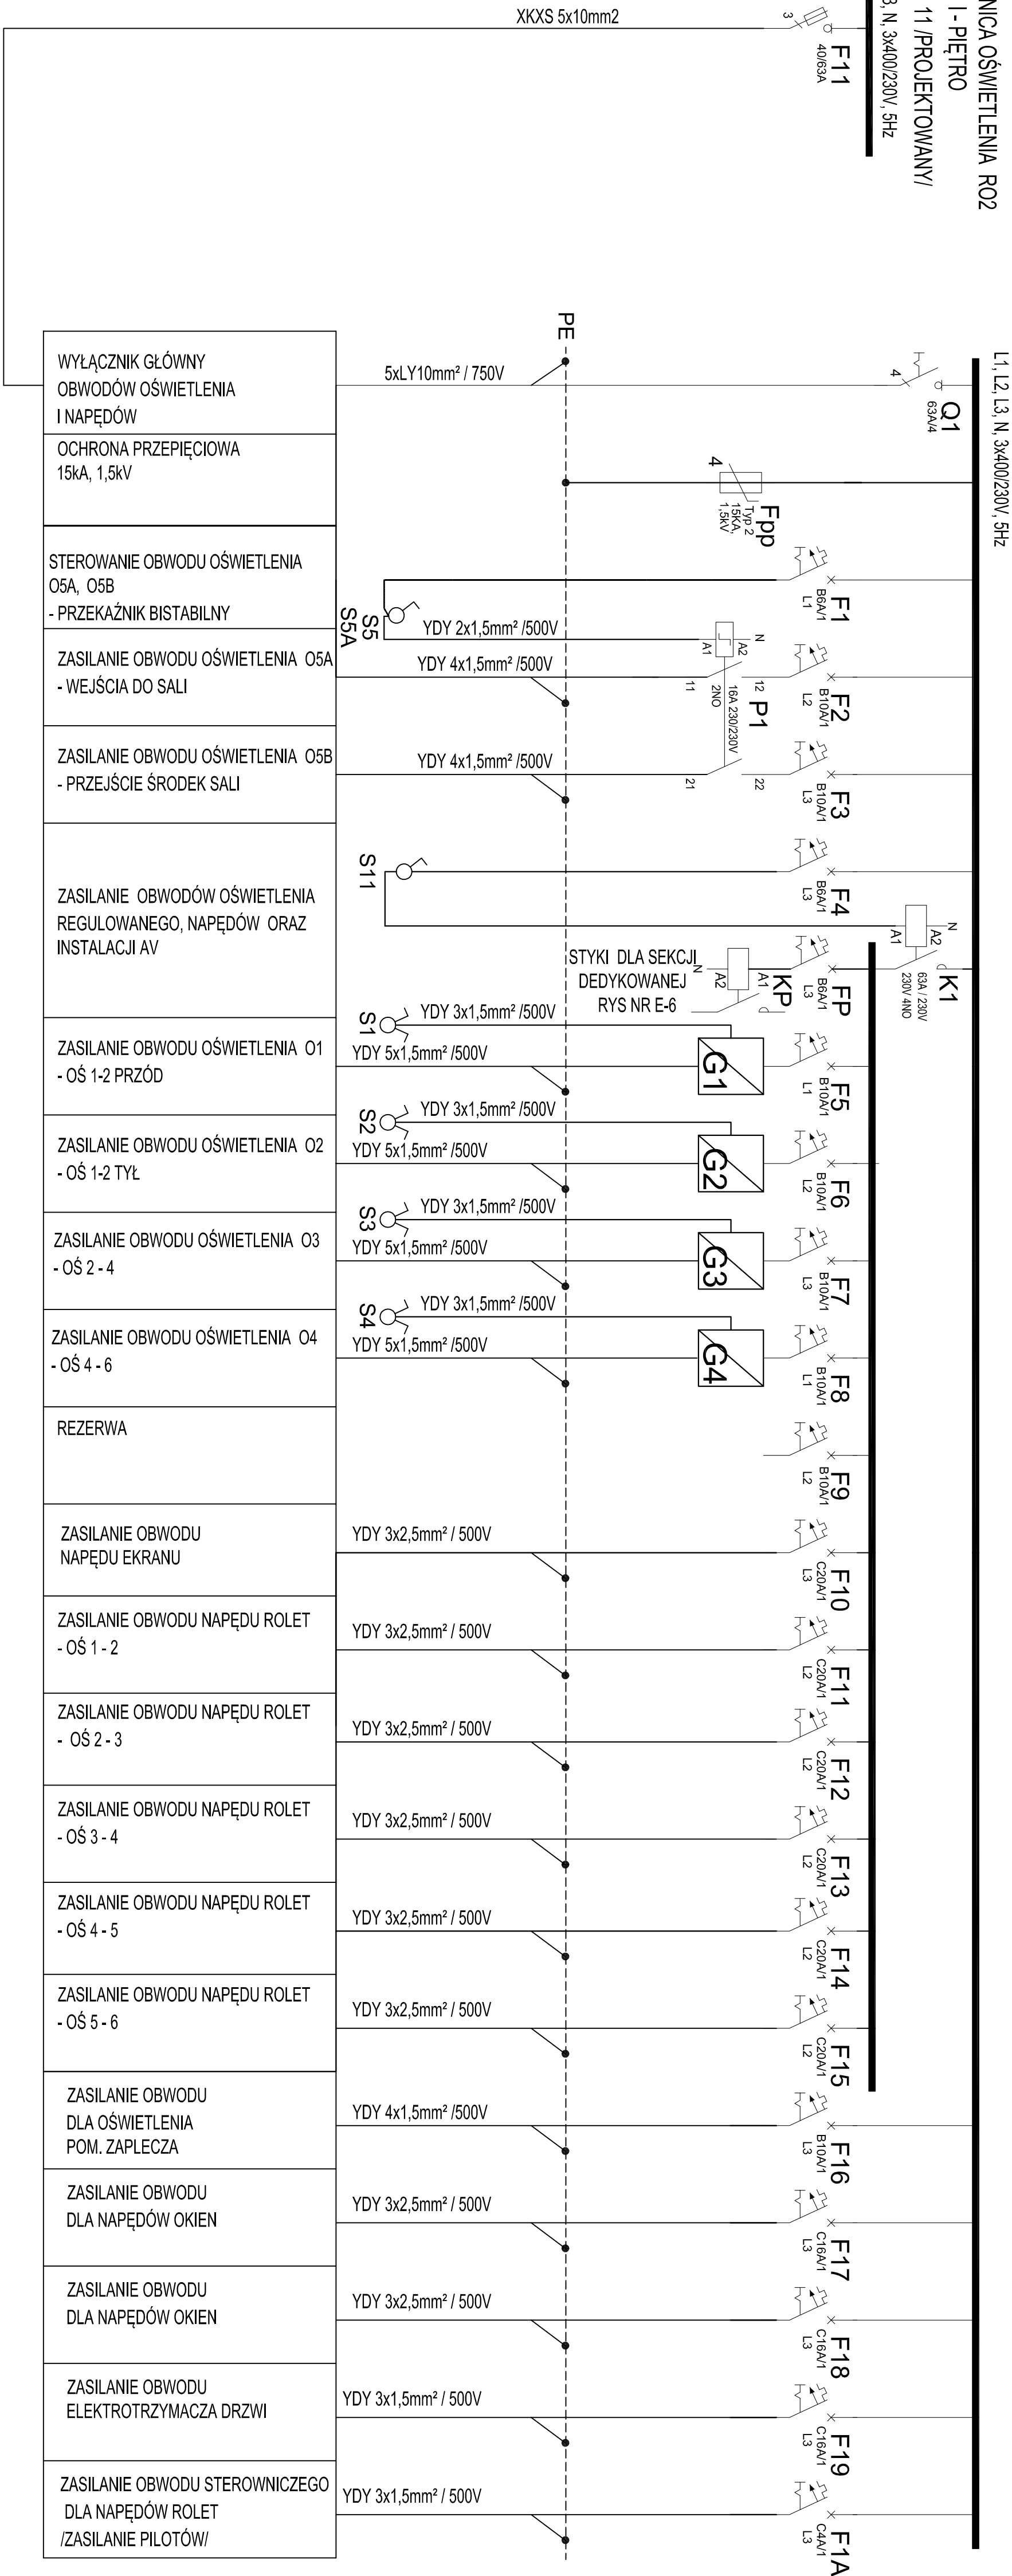 NICA OŚWIETLENIA RO2
I - PIĘTRO
11 /PROJEKTOWANY/
3, N, 3x400/230V, 5Hz
XKXS 5x10mm2
3
F11
40/63A
L1, L2, L3, N, 3x400/230V, 5Hz
PE
WYŁĄCZNIK GŁÓWNY
OBWODÓW OŚWIETLENIA
I NAPĘDÓW
5xLY10mm² / 750V
4
Q1
63A/4
OCHRONA PRZEPIĘCIOWA
15kA, 1,5kV
4
Fpp
Typ 2
15KA,
1,5kV
STEROWANIE OBWODU OŚWIETLENIA
O5A, O5B
- PRZEKAŹNIK BISTABILNY
S5
S5A
YDY 2x1,5mm² /500V
N
A2
A1
F1
B6A/1
L1
ZASILANIE OBWODU OŚWIETLENIA O5A
- WEJŚCIA DO SALI
YDY 4x1,5mm² /500V
11
12
P1
16A 230/230V
2NO
F2
B10A/1
L2
ZASILANIE OBWODU OŚWIETLENIA O5B
- PRZEJŚCIE ŚRODEK SALI
YDY 4x1,5mm² /500V
21
22
F3
B10A/1
L3
ZASILANIE OBWODÓW OŚWIETLENIA
REGULOWANEGO, NAPĘDÓW ORAZ
INSTALACJI AV
S11
F4
B6A/1
L3
N
A2
A1
K1
63A / 230V
230V 4NO
STYKI DLA SEKCJI
DEDYKOWANEJ
RYS NR E-6
N
A2
A1
KP
FP
B6A/1
L3
ZASILANIE OBWODU OŚWIETLENIA O1
- OŚ 1-2 PRZÓD
S1
YDY 3x1,5mm² /500V
YDY 5x1,5mm² /500V
G1
F5
B10A/1
L1
ZASILANIE OBWODU OŚWIETLENIA O2
- OŚ 1-2 TYŁ
S2
YDY 3x1,5mm² /500V
YDY 5x1,5mm² /500V
G2
F6
B10A/1
L2
ZASILANIE OBWODU OŚWIETLENIA O3
- OŚ 2 - 4
S3
YDY 3x1,5mm² /500V
YDY 5x1,5mm² /500V
G3
F7
B10A/1
L3
ZASILANIE OBWODU OŚWIETLENIA O4
- OŚ 4 - 6
S4
YDY 3x1,5mm² /500V
YDY 5x1,5mm² /500V
G4
F8
B10A/1
L1
REZERWA
F9
B10A/1
L2
ZASILANIE OBWODU
NAPĘDU EKRANU
YDY 3x2,5mm² / 500V
F10
C20A/1
L3
ZASILANIE OBWODU NAPĘDU ROLET
- OŚ 1 - 2
YDY 3x2,5mm² / 500V
F11
C20A/1
L2
ZASILANIE OBWODU NAPĘDU ROLET
- OŚ 2 - 3
YDY 3x2,5mm² / 500V
F12
C20A/1
L2
ZASILANIE OBWODU NAPĘDU ROLET
- OŚ 3 - 4
YDY 3x2,5mm² / 500V
F13
C20A/1
L2
ZASILANIE OBWODU NAPĘDU ROLET
- OŚ 4 - 5
YDY 3x2,5mm² / 500V
F14
C20A/1
L2
ZASILANIE OBWODU NAPĘDU ROLET
- OŚ 5 - 6
YDY 3x2,5mm² / 500V
F15
C20A/1
L2
ZASILANIE OBWODU
DLA OŚWIETLENIA
POM. ZAPLECZA
YDY 4x1,5mm² /500V
F16
B10A/1
L3
ZASILANIE OBWODU
DLA NAPĘDÓW OKIEN
YDY 3x2,5mm² / 500V
F17
C16A/1
L3
ZASILANIE OBWODU
DLA NAPĘDÓW OKIEN
YDY 3x2,5mm² / 500V
F18
C16A/1
L3
ZASILANIE OBWODU
ELEKTROTRZYMACZA DRZWI
YDY 3x1,5mm² / 500V
F19
C16A/1
L3
ZASILANIE OBWODU STEROWNICZEGO
DLA NAPĘDÓW ROLET
/ZASILANIE PILOTÓW/
YDY 3x1,5mm² / 500V
F1A
C4A/1
L3